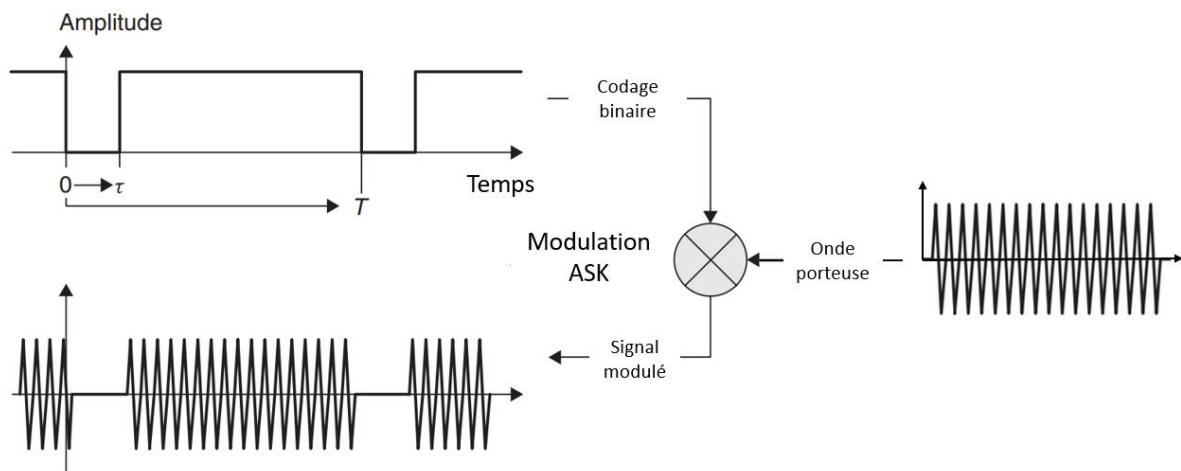 Amplitude
Codage
binaire
0
τ
Temps
T
Modulation
ASK
Onde
porteuse
Signal
modulé